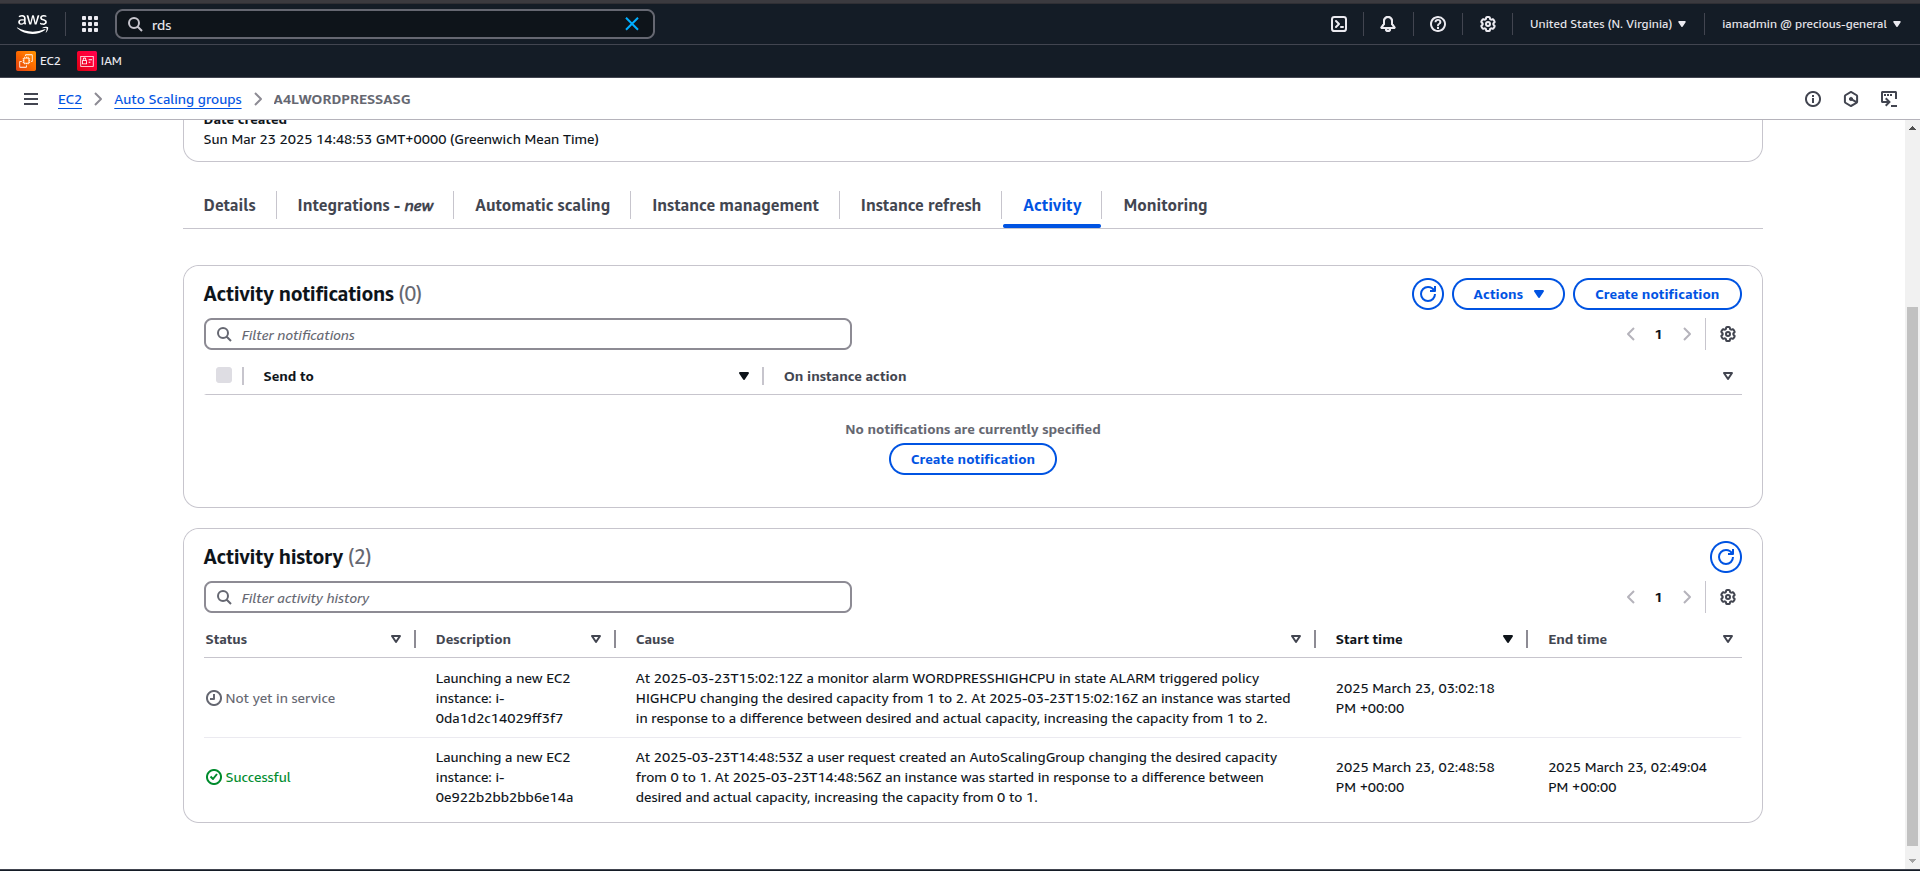 aws
rds
United States (N. Virginia)
iamadmin @ precious-general
EC2
IAM
EC2
Auto Scaling groups
A4LWORDPRESSASG
Date created
Sun Mar 23 2025 14:48:53 GMT+0000 (Greenwich Mean Time)
Details
Integrations - new
Automatic scaling
Instance management
Instance refresh
Activity
Monitoring
Activity notifications (0)
Actions
Create notification
Filter notifications
1
Send to
On instance action
No notifications are currently specified
Create notification
Activity history (2)
Filter activity history
1
Status
Description
Cause
Start time
End time
Not yet in service
Launching a new EC2
instance: i-
0da1d2c14029ff3f7
At 2025-03-23T15:02:12Z a monitor alarm WORDPRESSHIGHCPU in state ALARM triggered policy
HIGHCPU changing the desired capacity from 1 to 2. At 2025-03-23T15:02:16Z an instance was started
in response to a difference between desired and actual capacity, increasing the capacity from 1 to 2.
2025 March 23, 03:02:18
PM +00:00
Successful
Launching a new EC2
instance: i-
0e922b2bb2bb6e14a
At 2025-03-23T14:48:53Z a user request created an AutoScalingGroup changing the desired capacity
from 0 to 1. At 2025-03-23T14:48:56Z an instance was started in response to a difference between
desired and actual capacity, increasing the capacity from 0 to 1.
2025 March 23, 02:48:58
PM +00:00
2025 March 23, 02:49:04
PM +00:00